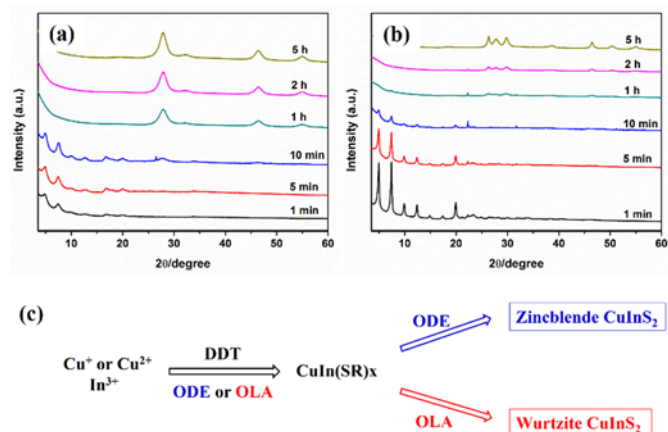 (a)
5 h
2 h
1 h
10 min
5 min
1 min
Intensity (a.u.)
10 20 30 40 50 60
2θ/degree
(b)
5 h
2 h
1 h
10 min
5 min
1 min
Intensity (a.u.)
10 20 30 40 50 60
2θ/degree
(c)
Cu⁺ or Cu²⁺
In³⁺
DDT
ODE or OLA
CuIn(SR)x
ODE
Zincblende CuInS₂
OLA
Wurtzite CuInS₂